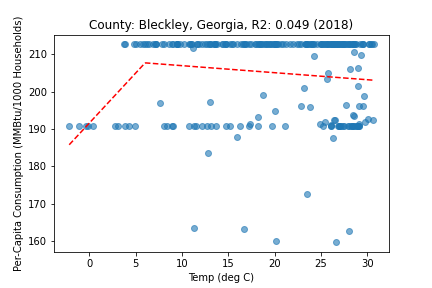 County: Bleckley, Georgia, R2: 0.049 (2018)
Per-Capita Consumption (MMBtu/1000 Households)
210
200
190
180
170
160
0 5 10 15 20 25 30
Temp (deg C)